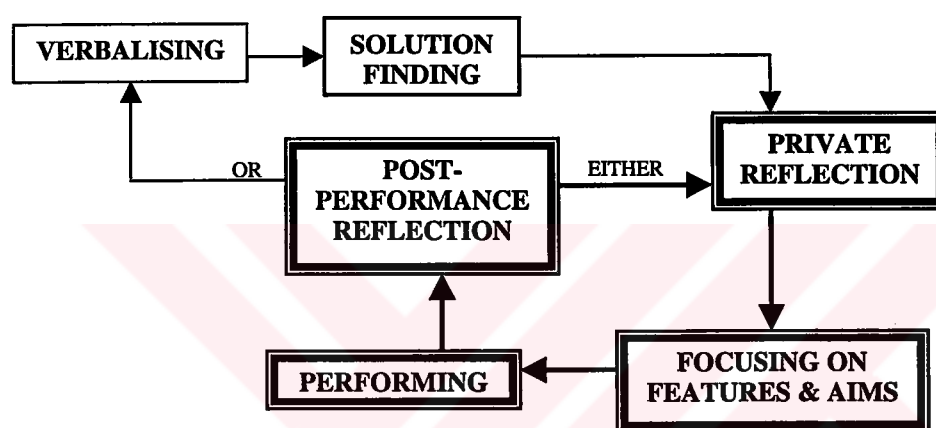 VERBALISING
SOLUTION
FINDING
PRIVATE
REFLECTION
OR
POST-
PERFORMANCE
REFLECTION
EITHER
PERFORMING
FOCUSING ON
FEATURES & AIMS